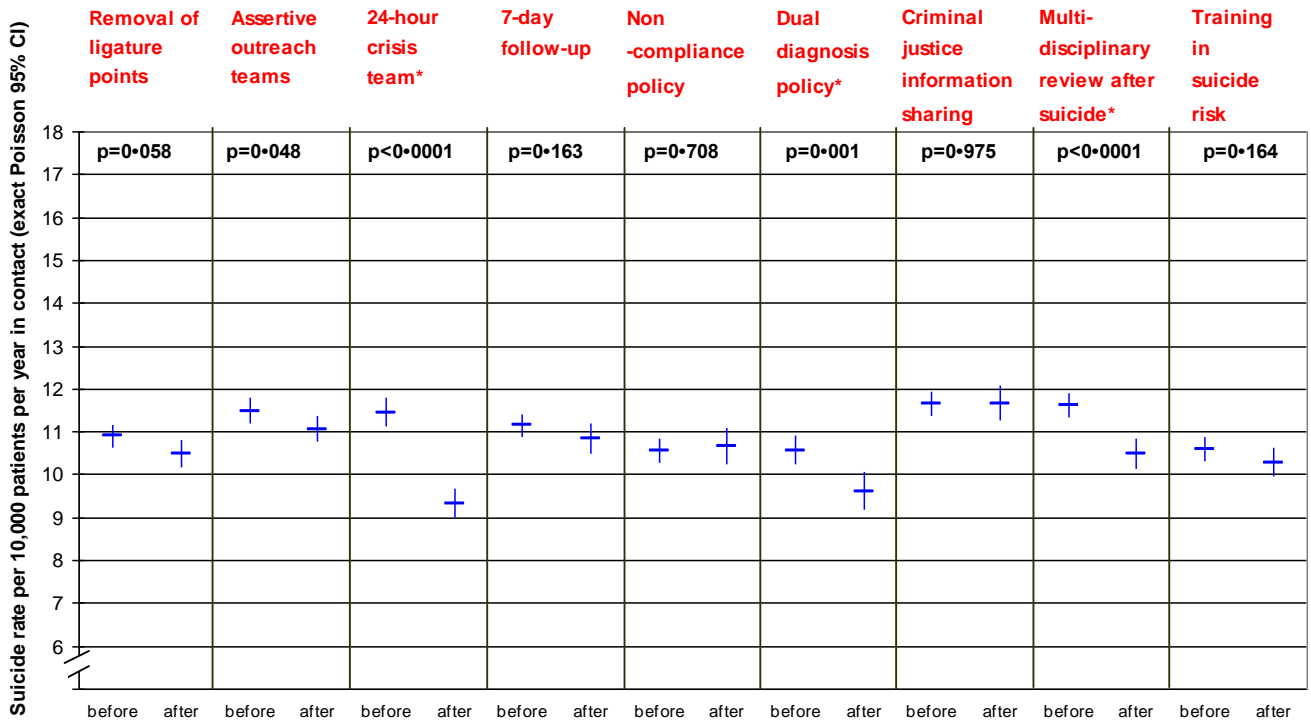 Suicide rate per 10,000 patients per year in contact (exact Poisson 95% CI)
Removal of
ligature
points
Assertive
outreach
teams
24-hour
crisis
team*
7-day
follow-up
Non
-compliance
policy
Dual
diagnosis
policy*
Criminal
justice
information
sharing
Multi-
disciplinary
review after
suicide*
Training
in
suicide
risk
p=0•058
p=0•048
p<0•0001
p=0•163
p=0•708
p=0•001
p=0•975
p<0•0001
p=0•164
18
17
16
15
14
13
12
11
10
9
8
7
6
before after before after before after before after before after before after before after before after before after